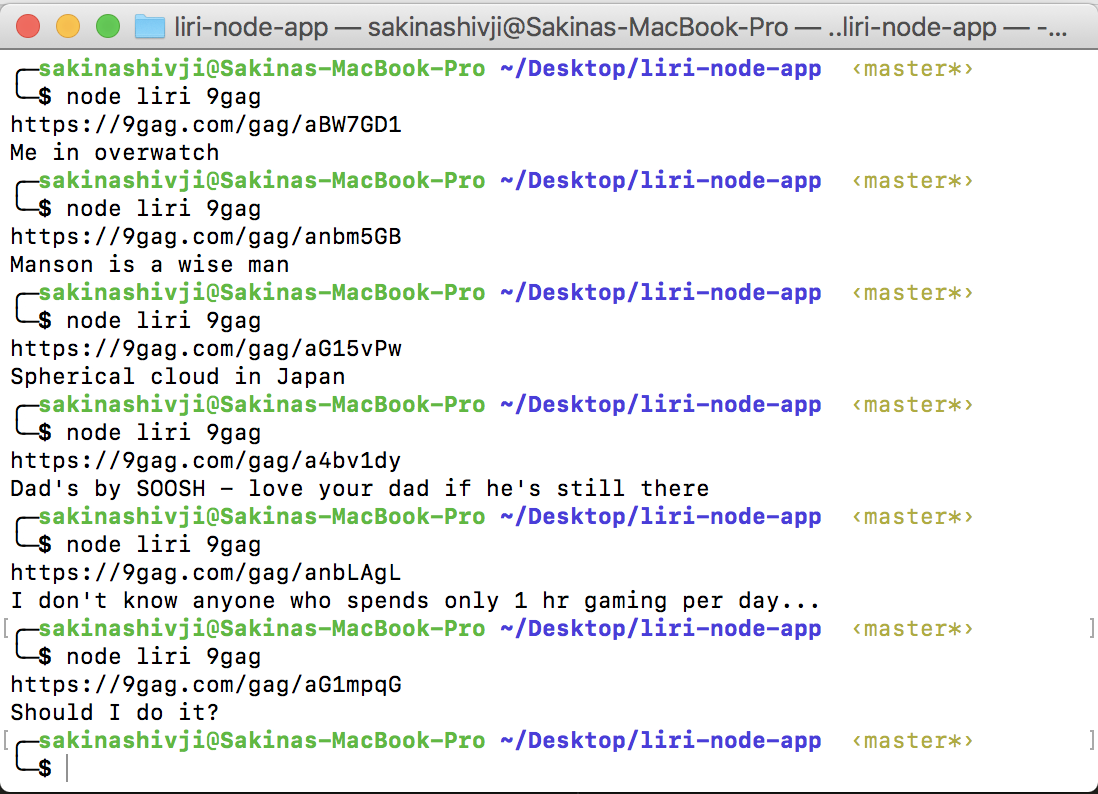 liri-node-app — sakinashivji@Sakinas-MacBook-Pro — ..liri-node-app — -...
sakinashivji@Sakinas-MacBook-Pro ~/Desktop/liri-node-app ‹master*›
$ node liri 9gag
https://9gag.com/gag/aBW7GD1
Me in overwatch
sakinashivji@Sakinas-MacBook-Pro ~/Desktop/liri-node-app ‹master*›
$ node liri 9gag
https://9gag.com/gag/anbm5GB
Manson is a wise man
sakinashivji@Sakinas-MacBook-Pro ~/Desktop/liri-node-app ‹master*›
$ node liri 9gag
https://9gag.com/gag/aG15vPw
Spherical cloud in Japan
sakinashivji@Sakinas-MacBook-Pro ~/Desktop/liri-node-app ‹master*›
$ node liri 9gag
https://9gag.com/gag/a4bv1dy
Dad's by SOOSH – love your dad if he's still there
sakinashivji@Sakinas-MacBook-Pro ~/Desktop/liri-node-app ‹master*›
$ node liri 9gag
https://9gag.com/gag/anbLAgL
I don't know anyone who spends only 1 hr gaming per day...
[sakinashivji@Sakinas-MacBook-Pro ~/Desktop/liri-node-app ‹master*› ]
$ node liri 9gag
https://9gag.com/gag/aG1mpqG
Should I do it?
[sakinashivji@Sakinas-MacBook-Pro ~/Desktop/liri-node-app ‹master*› ]
$